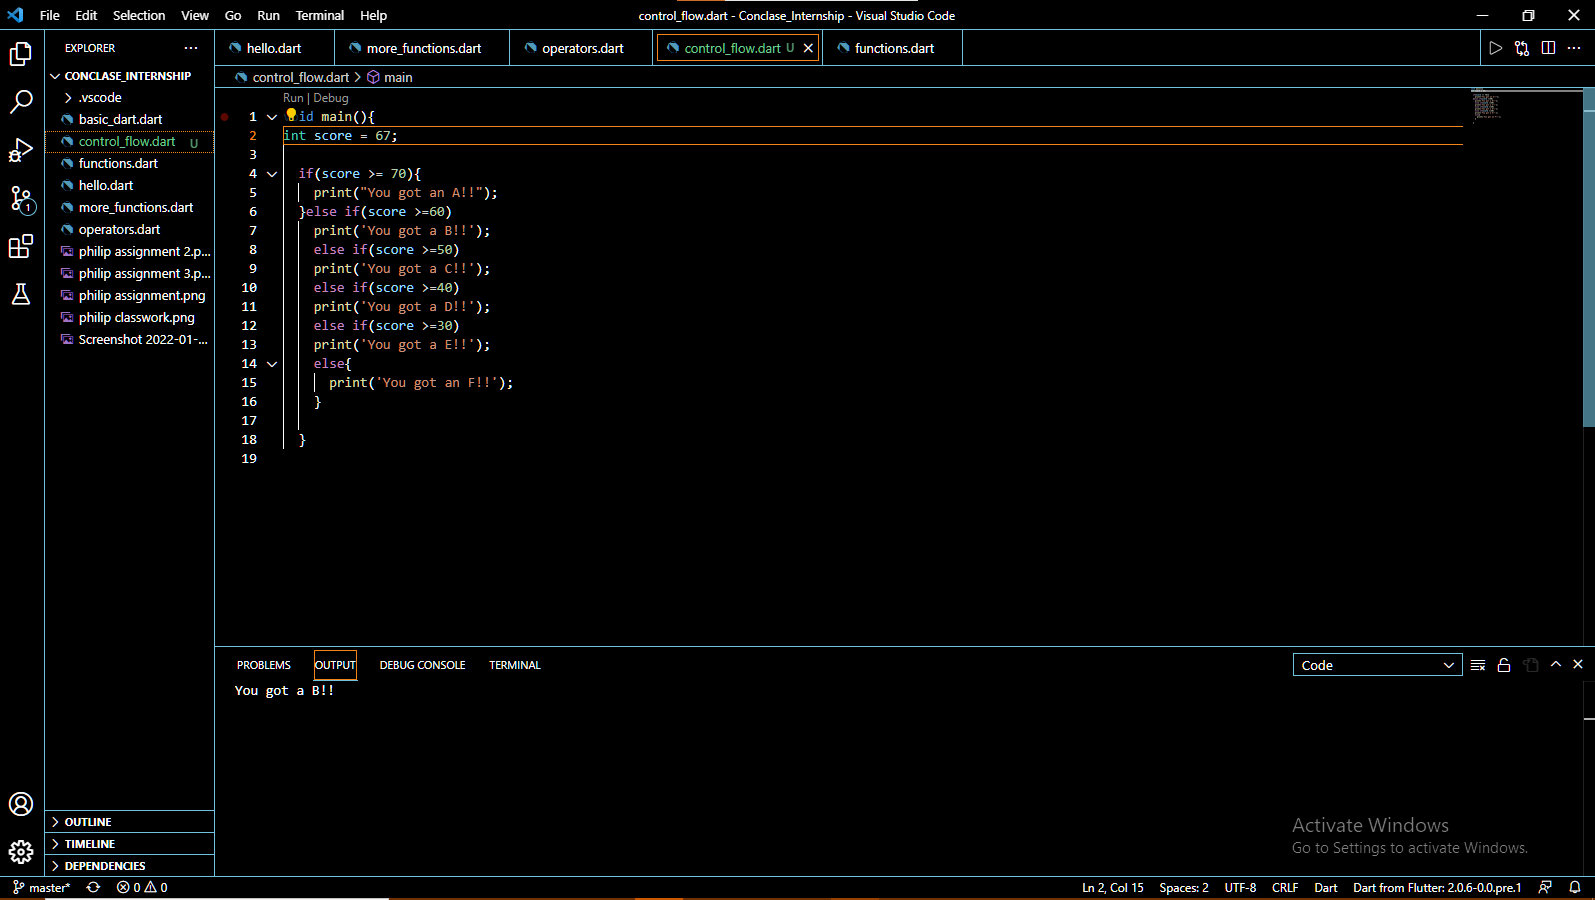 File Edit Selection View Go Run Terminal Help
control_flow.dart - Conclase_Internship - Visual Studio Code
EXPLORER
CONCLASE_INTERNSHIP
.vscode
basic_dart.dart
control_flow.dart U
functions.dart
hello.dart
more_functions.dart
operators.dart
philip assignment 2.p...
philip assignment 3.p...
philip assignment.png
philip classwork.png
Screenshot 2022-01-...
1
OUTLINE
TIMELINE
DEPENDENCIES
hello.dart more_functions.dart operators.dart control_flow.dart U functions.dart
control_flow.dart > main
Run | Debug
1 id main(){
2 int score = 67;
3
4 if(score >= 70){
5 print("You got an A!!");
6 }else if(score >=60)
7 print('You got a B!!');
8 else if(score >=50)
9 print('You got a C!!');
10 else if(score >=40)
11 print('You got a D!!');
12 else if(score >=30)
13 print('You got a E!!');
14 else{
15 print('You got an F!!');
16 }
17
18 }
19
PROBLEMS OUTPUT DEBUG CONSOLE TERMINAL
Code
You got a B!!
Activate Windows
Go to Settings to activate Windows.
master* 0 0 Ln 2, Col 15 Spaces: 2 UTF-8 CRLF Dart Dart from Flutter: 2.0.6-0.0.pre.1